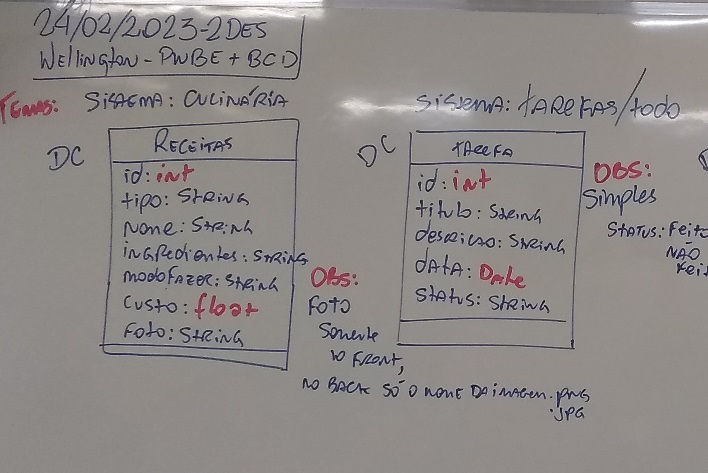 24/02/2023-2DES
Wellington - PWBE + BCD
Temas: Sistema: Culinária
DC
Receitas
id: int
tipo: String
nome: String
ingredientes: String
modoFazer: String
custo: float
foto: String
OBS:
Foto
Somente
no Front,
no Back só o nome da imagem.png
.jpg
Sistema: tarefas/todo
DC
tarefa
id: int
titulo: String
descricao: String
data: Date
status: String
OBS:
Simples
Status: Feito
Não
Feit